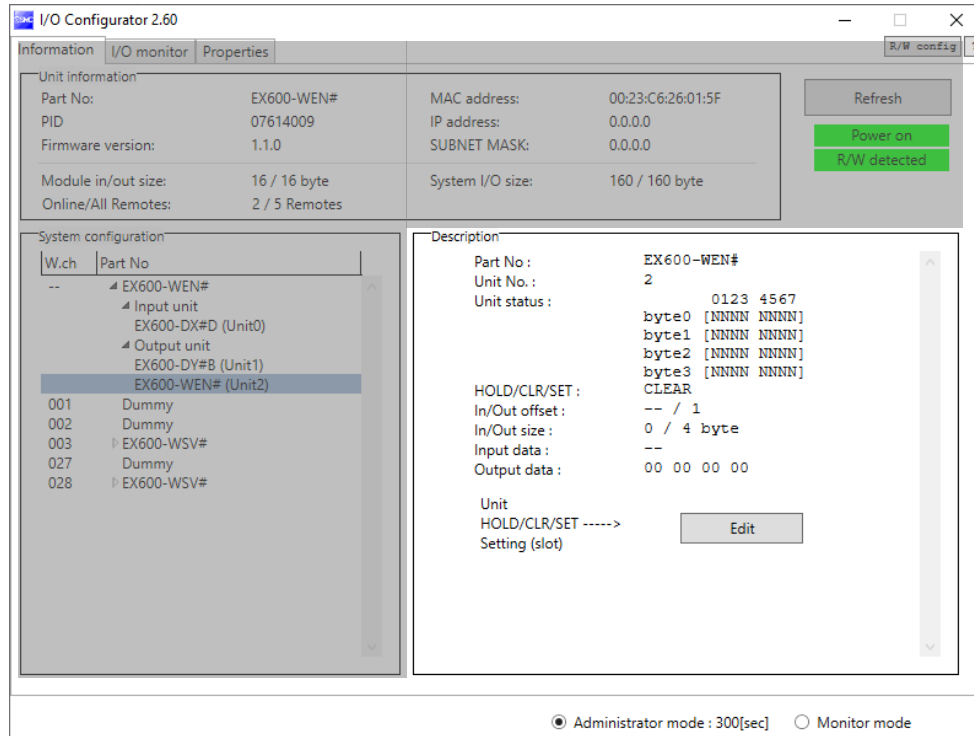 SMC I/O Configurator 2.60
Information I/O monitor Properties R/W config
Unit information
Part No: EX600-WEN# MAC address: 00:23:C6:26:01:5F Refresh
PID 07614009 IP address: 0.0.0.0
Firmware version: 1.1.0 SUBNET MASK: 0.0.0.0
Power on
R/W detected
Module in/out size: 16 / 16 byte System I/O size: 160 / 160 byte
Online/All Remotes: 2 / 5 Remotes
System configuration
W.ch Part No
-- EX600-WEN#
Input unit
EX600-DX#D (Unit0)
Output unit
EX600-DY#B (Unit1)
EX600-WEN# (Unit2)
001 Dummy
002 Dummy
003 EX600-WSV#
027 Dummy
028 EX600-WSV#
Description
Part No : EX600-WEN#
Unit No. : 2
Unit status : 0123 4567
byte0 [NNNN NNNN]
byte1 [NNNN NNNN]
byte2 [NNNN NNNN]
byte3 [NNNN NNNN]
HOLD/CLR/SET : CLEAR
In/Out offset : -- / 1
In/Out size : 0 / 4 byte
Input data : --
Output data : 00 00 00 00
Unit
HOLD/CLR/SET -----> Edit
Setting (slot)
Administrator mode : 300[sec] Monitor mode